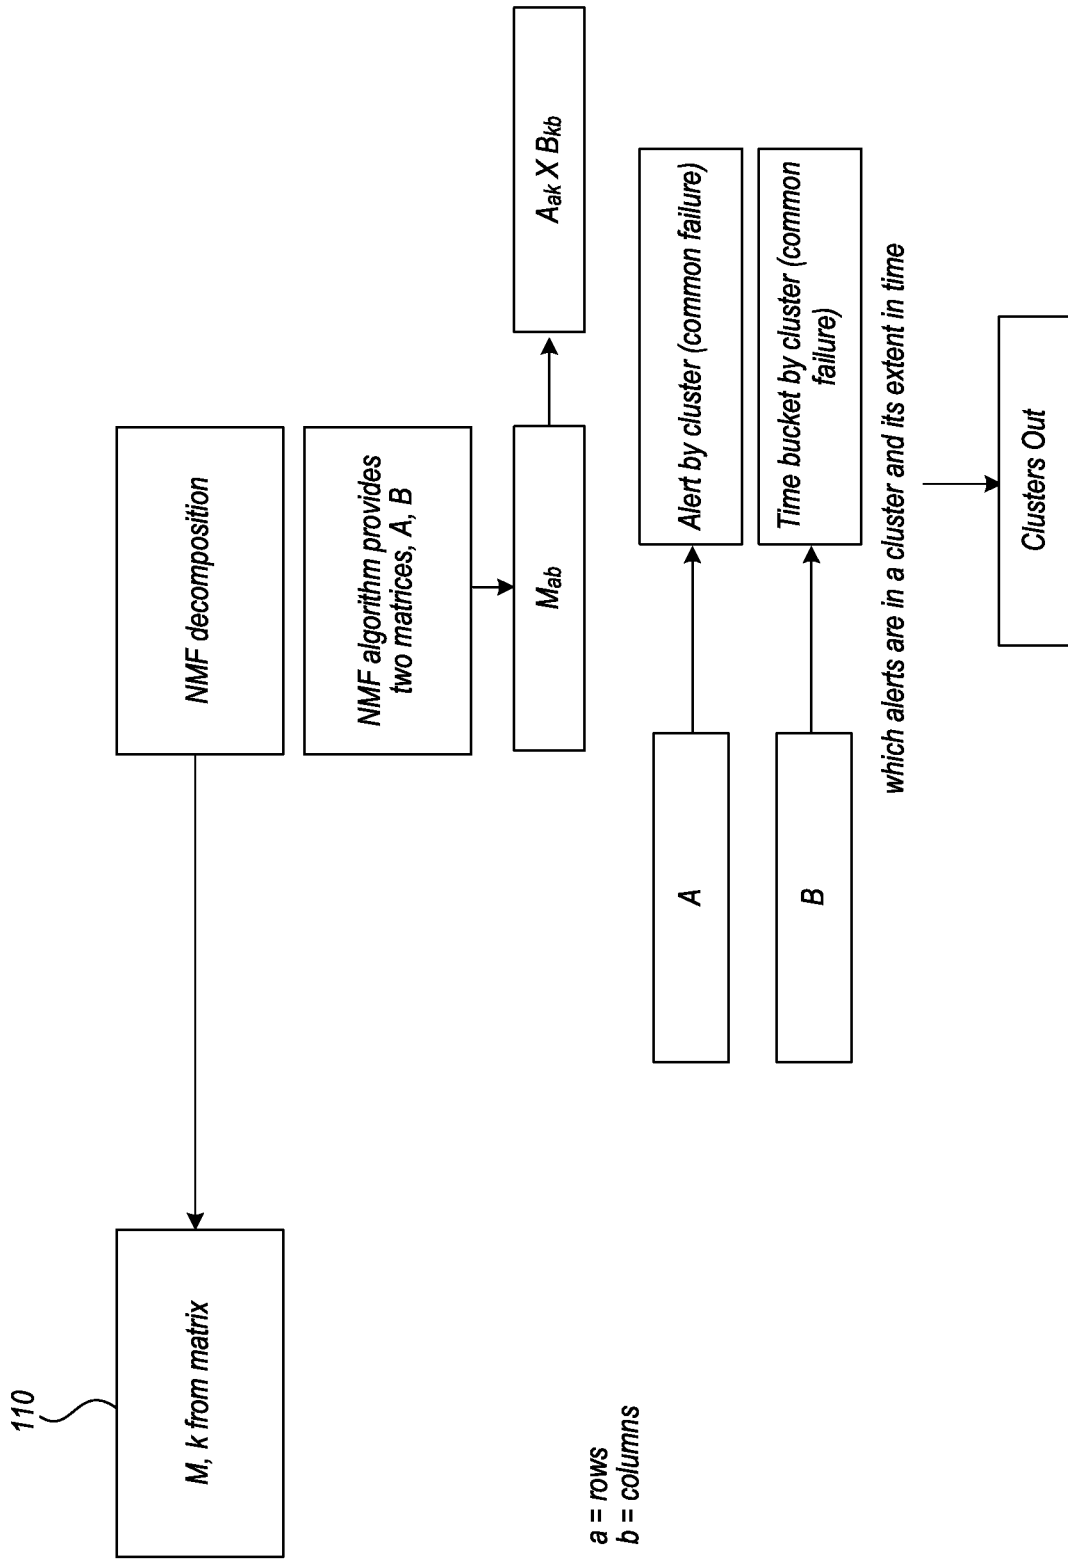 110
M, k from matrix
NMF decomposition
NMF algorithm provides
two matrices, A, B
Mab
Aak X Bkb
a = rows
b = columns
A
Alert by cluster (common failure)
B
Time bucket by cluster (common
failure)
which alerts are in a cluster and its extent in time
Clusters Out